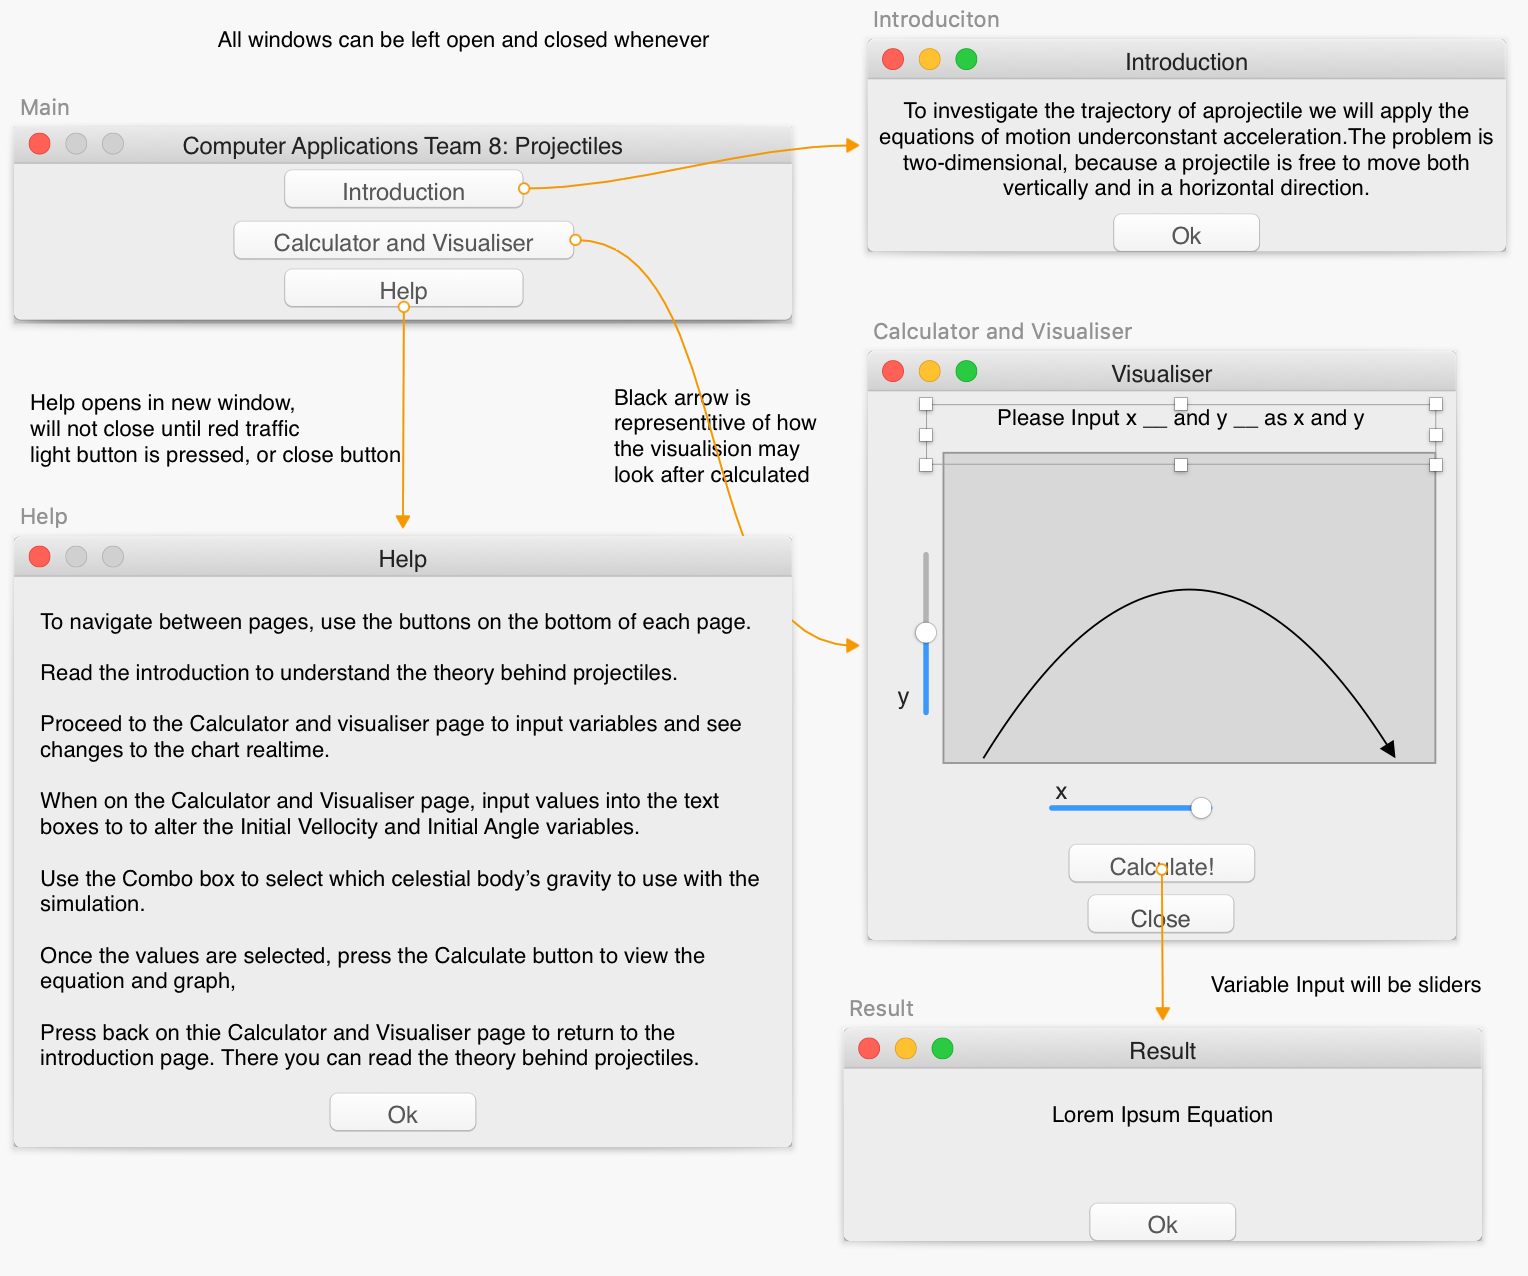 All windows can be left open and closed whenever
Main
Computer Applications Team 8: Projectiles
Introduction
Calculator and Visualiser
Help
Introduciton
Introduction
To investigate the trajectory of aprojectile we will apply the
equations of motion underconstant acceleration.The problem is
two-dimensional, because a projectile is free to move both
vertically and in a horizontal direction.
Ok
Help opens in new window,
will not close until red traffic
light button is pressed, or close button
Black arrow is
representitive of how
the visualision may
look after calculated
Calculator and Visualiser
Visualiser
Please Input x __ and y __ as x and y
y
x
Calculate!
Close
Variable Input will be sliders
Help
Help
To navigate between pages, use the buttons on the bottom of each page.
Read the introduction to understand the theory behind projectiles.
Proceed to the Calculator and visualiser page to input variables and see
changes to the chart realtime.
When on the Calculator and Visualiser page, input values into the text
boxes to to alter the Initial Vellocity and Initial Angle variables.
Use the Combo box to select which celestial body's gravity to use with the
simulation.
Once the values are selected, press the Calculate button to view the
equation and graph,
Press back on thie Calculator and Visualiser page to return to the
introduction page. There you can read the theory behind projectiles.
Ok
Result
Result
Lorem Ipsum Equation
Ok